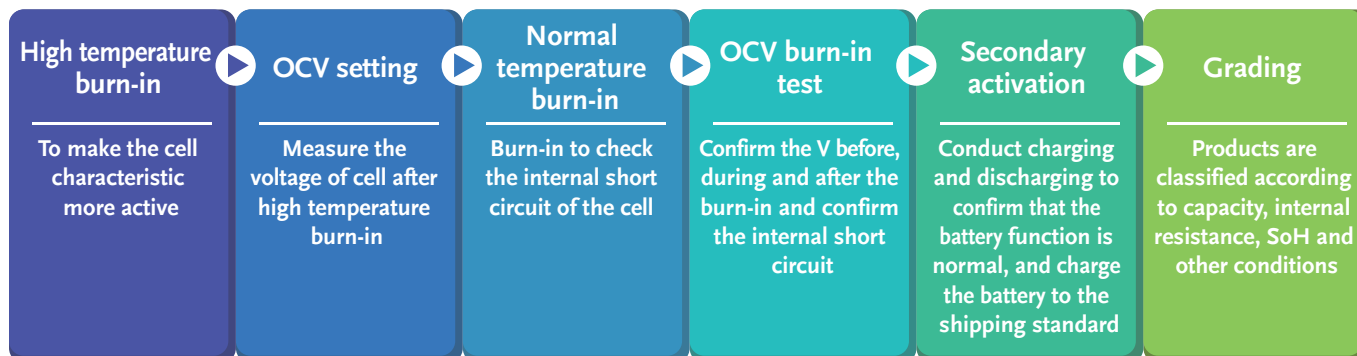 High temperature
burn-in
To make the cell
characteristic
more active
OCV setting
Measure the
voltage of cell after
high temperature
burn-in
Normal
temperature
burn-in
Burn-in to check
the internal short
circuit of the cell
OCV burn-in
test
Confirm the V before,
during and after the
burn-in and confirm
the internal short
circuit
Secondary
activation
Conduct charging
and discharging to
confirm that the
battery function is
normal, and charge
the battery to the
shipping standard
Grading
Products are
classified according
to capacity, internal
resistance, SoH and
other conditions